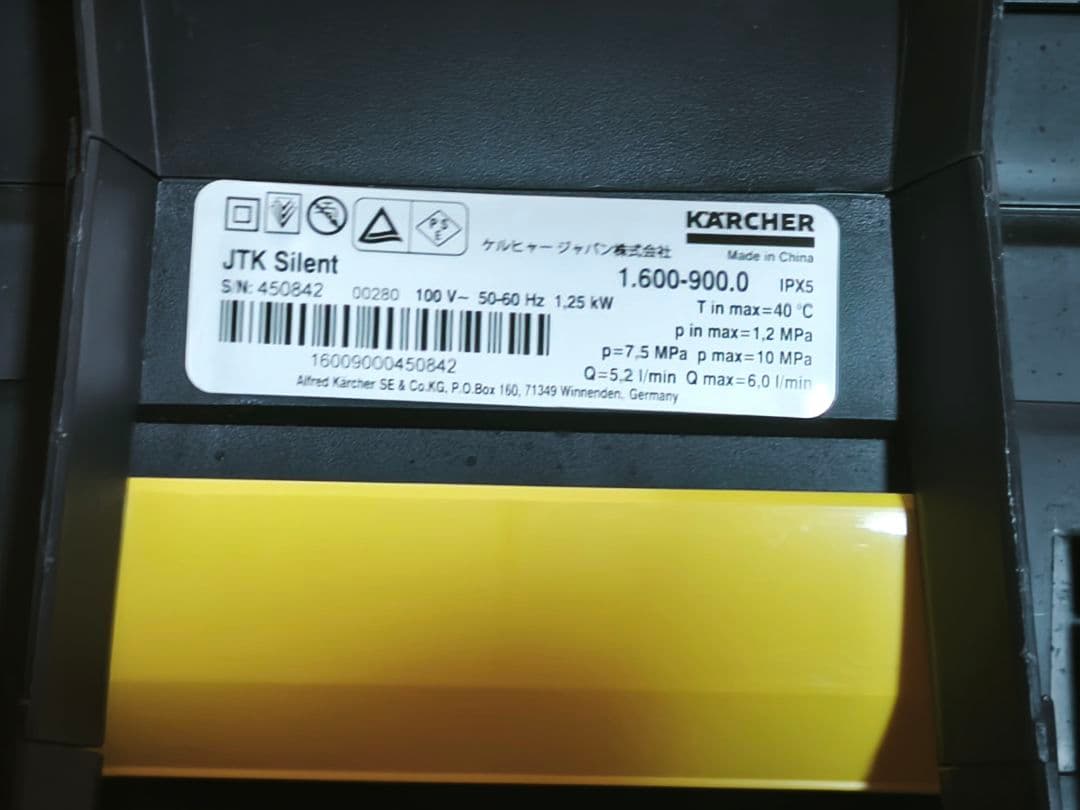 PSE
KÄRCHER
ケルヒャー ジャパン株式会社
Made in China
JTK Silent
1.600-900.0 IPX5
S/N: 450842 00280 100 V~ 50-60 Hz 1,25 kW
T in max=40 °C
p in max=1,2 MPa
p=7,5 MPa p max=10 MPa
16009000450842
Q=5,2 l/min Q max=6,0 l/min
Alfred Kärcher SE & Co.KG, P.O.Box 160, 71349 Winnenden, Germany